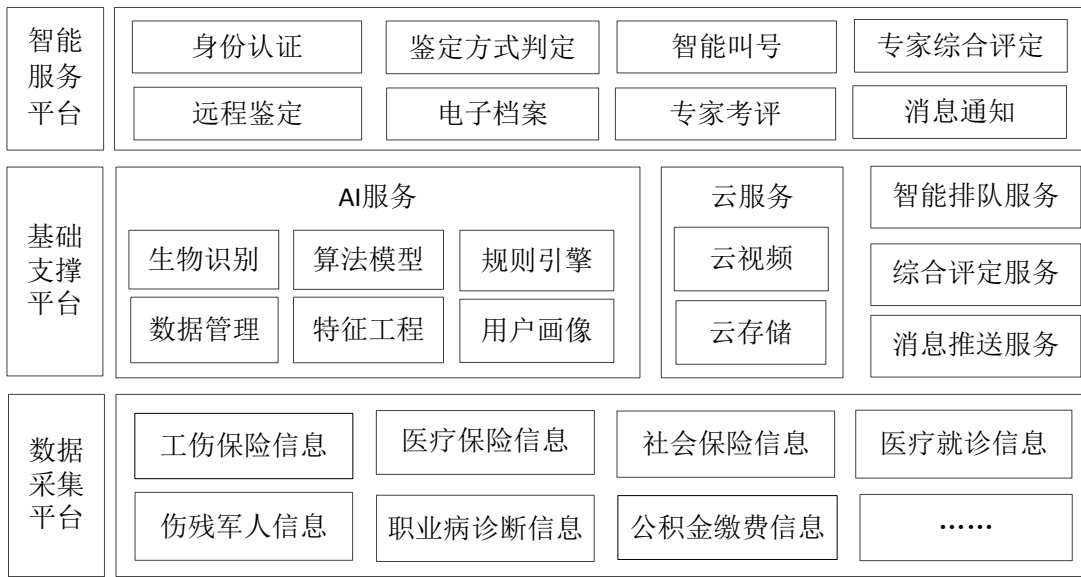 智能
服务
平台
身份认证
鉴定方式判定
智能叫号
专家综合评定
远程鉴定
电子档案
专家考评
消息通知
基础
支撑
平台
AI服务
生物识别
算法模型
规则引擎
数据管理
特征工程
用户画像
云服务
云视频
云存储
智能排队服务
综合评定服务
消息推送服务
数据
采集
平台
工伤保险信息
医疗保险信息
社会保险信息
医疗就诊信息
伤残军人信息
职业病诊断信息
公积金缴费信息
……